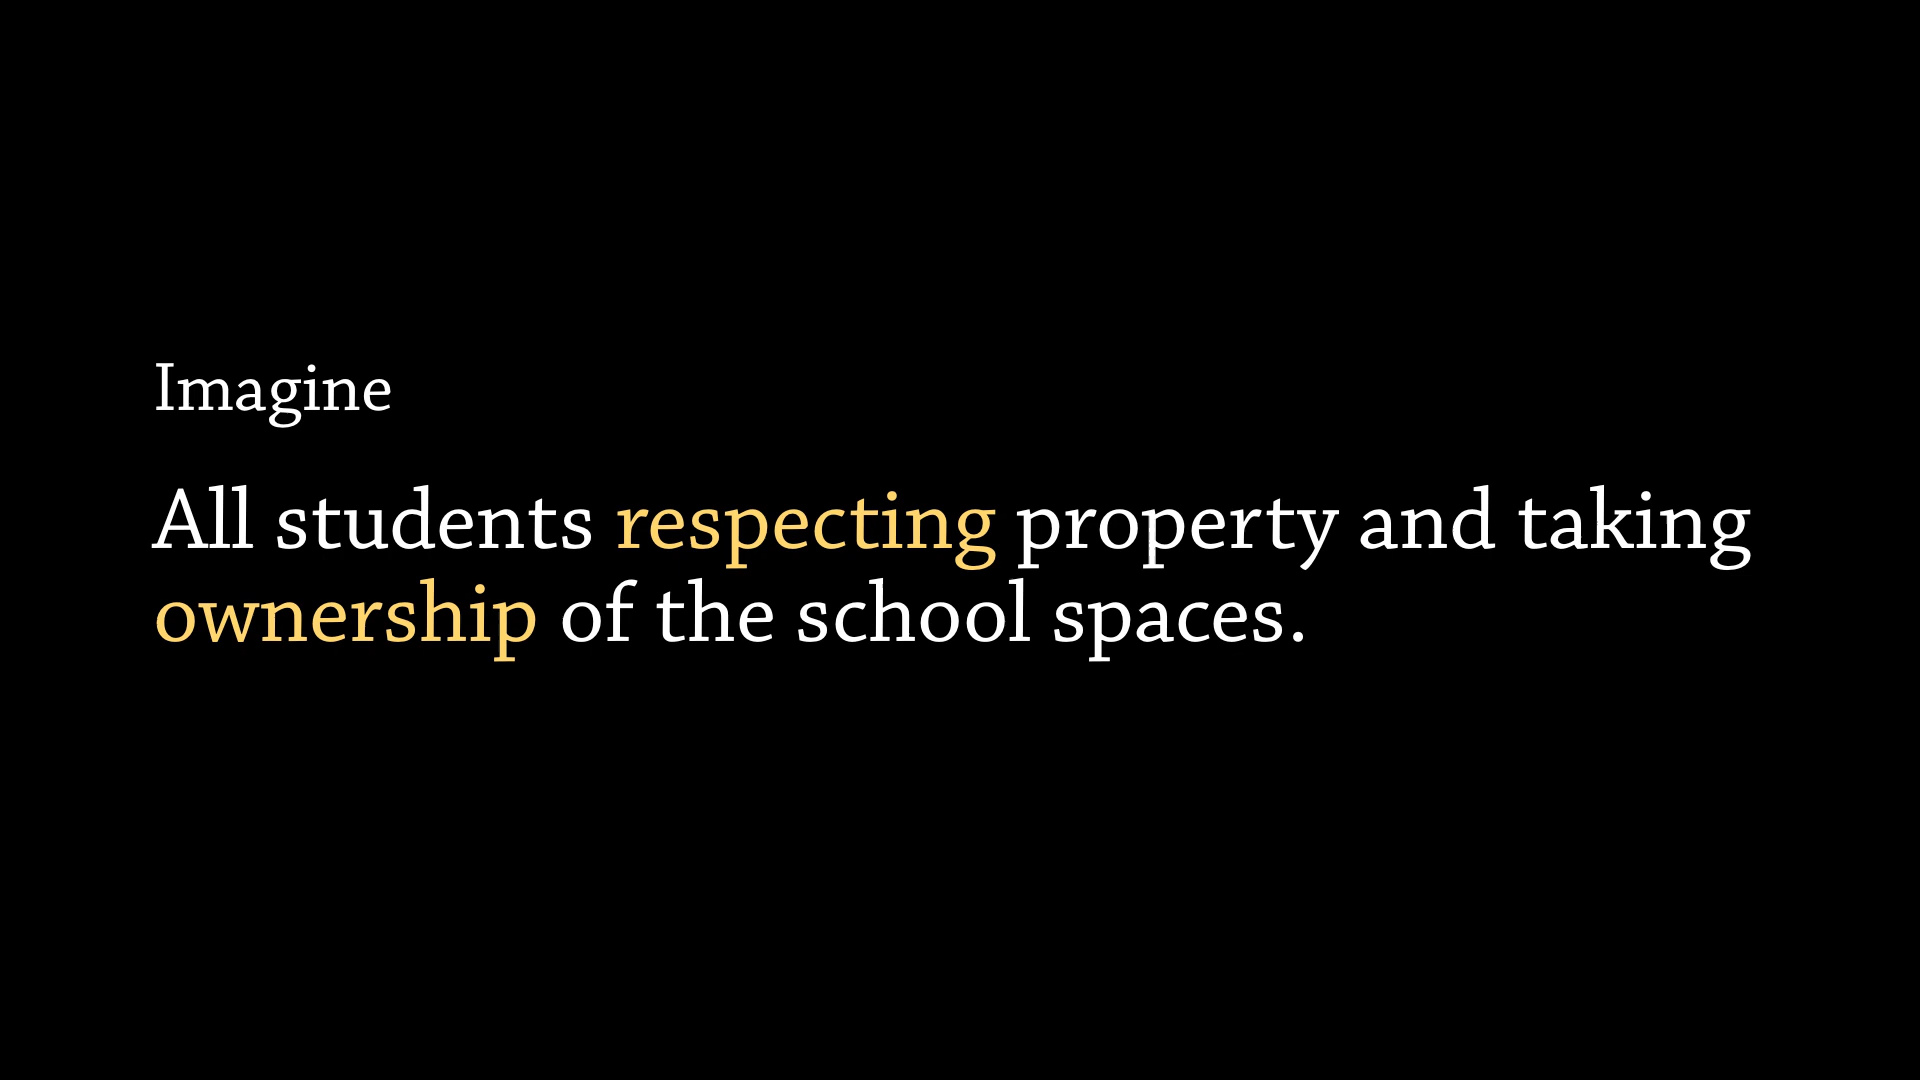 Imagine
All students respecting property and taking
ownership of the school spaces.